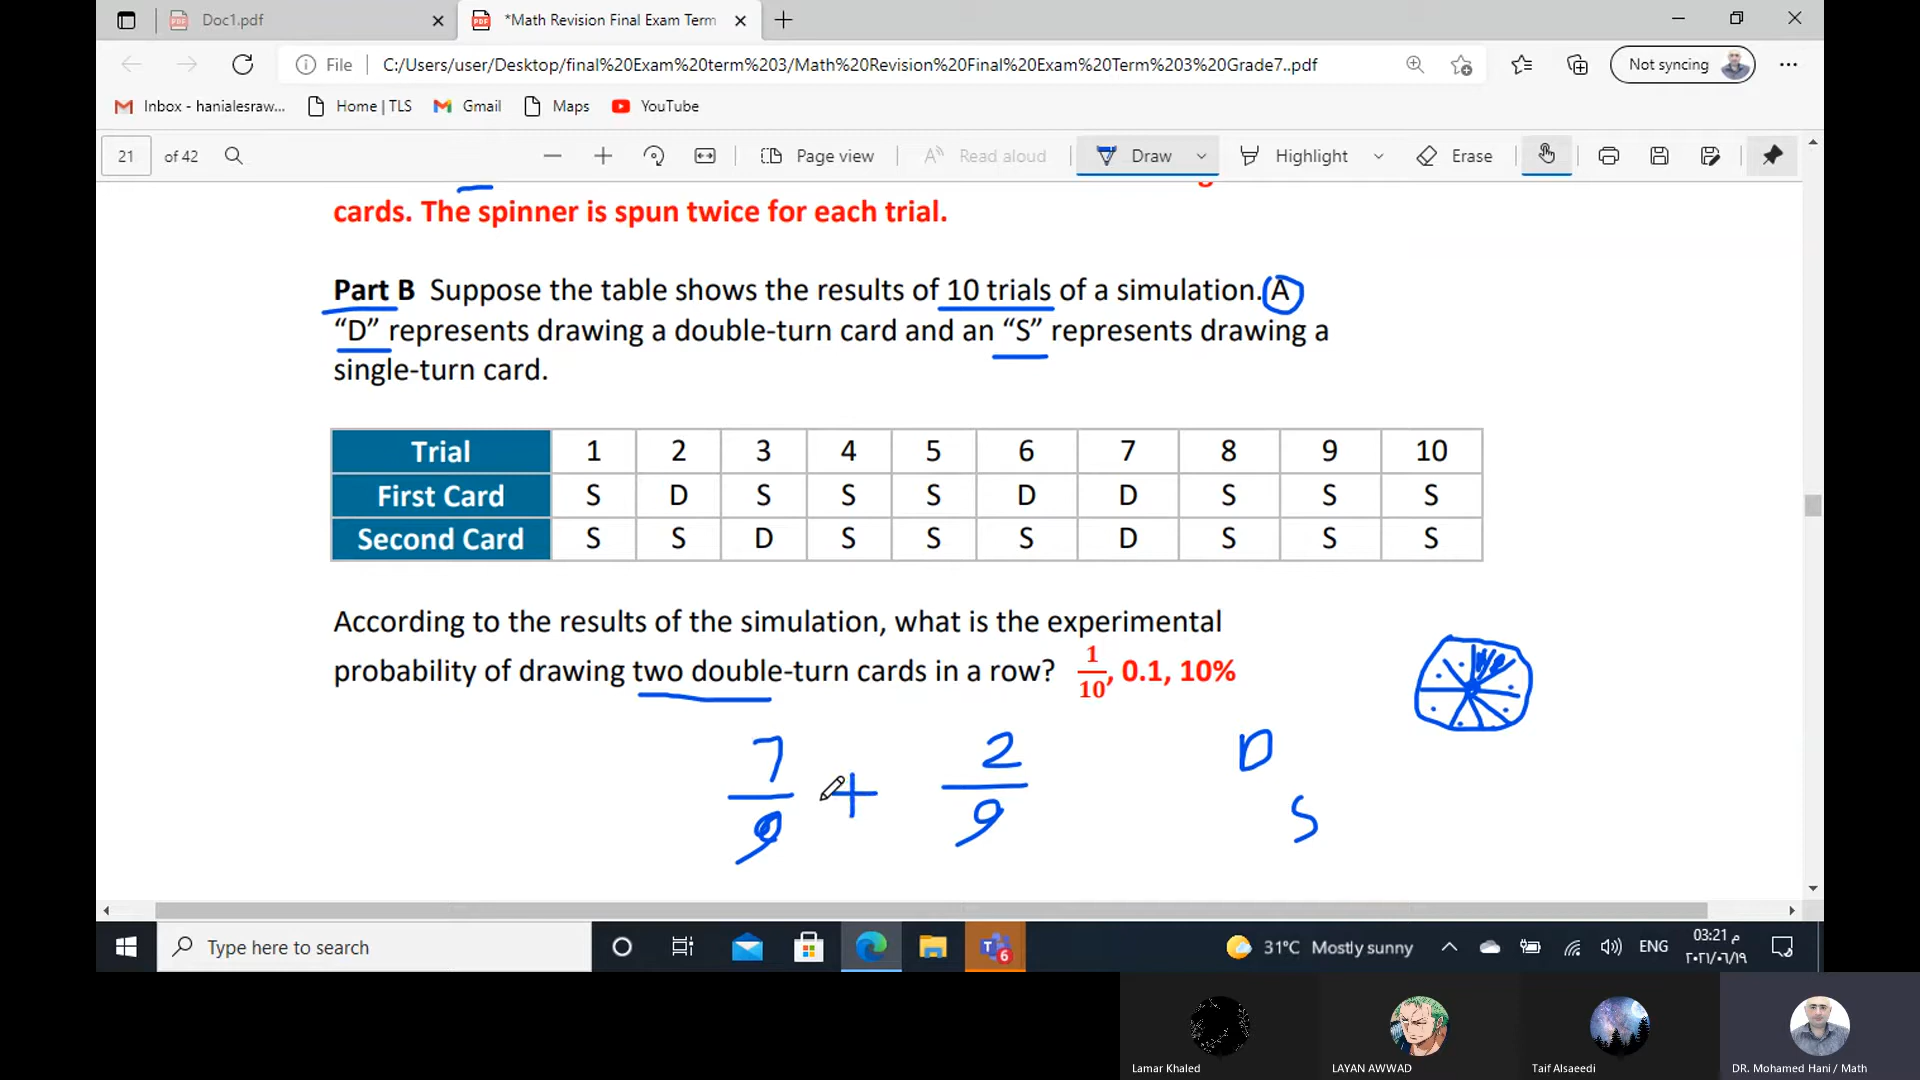 Doc1.pdf
*Math Revision Final Exam Term
File
C:/Users/user/Desktop/final%20Exam%20term%203/Math%20Revision%20Final%20Exam%20Term%203%20Grade7..pdf
Not syncing
Inbox - hanialesraw...
Home | TLS
Gmail
Maps
YouTube
21 of 42
Page view
Read aloud
Draw
Highlight
Erase
cards. The spinner is spun twice for each trial.
Part B Suppose the table shows the results of 10 trials of a simulation. A
“D” represents drawing a double-turn card and an “S” represents drawing a
single-turn card.
Trial 1 2 3 4 5 6 7 8 9 10
First Card S D S S S D D S S S
Second Card S S D S S S D S S S
According to the results of the simulation, what is the experimental
probability of drawing two double-turn cards in a row? 1/10, 0.1, 10%
7/9 + 2/9
D
S
Type here to search
6
31°C Mostly sunny
ENG
03:21 م
٢٠٢١/٠٦/١٩
Lamar Khaled
LAYAN AWWAD
Taif Alsaeedi
DR. Mohamed Hani / Math